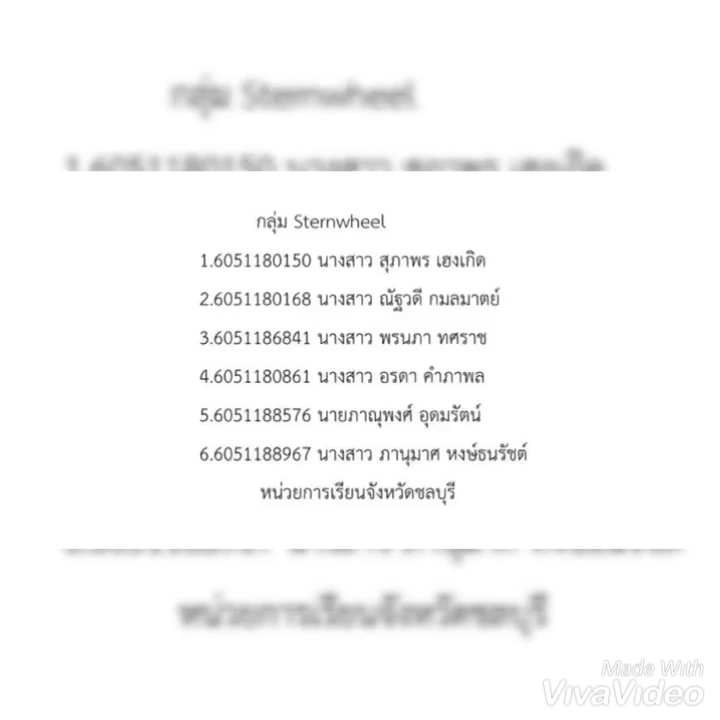 กลุ่ม Sternwheel
1.6051180150 นางสาว สุภาพร เฮงเกิด
2.6051180168 นางสาว ณัฐวดี กมลมาตย์
3.6051186841 นางสาว พรนภา ทศราช
4.6051180861 นางสาว อรดา คำภาพล
5.6051188576 นายภาณุพงศ์ อุดมรัตน์
6.6051188967 นางสาว ภานุมาศ หงษ์ธนรัชต์
หน่วยการเรียนจังหวัดชลบุรี
Made With
VivaVideo